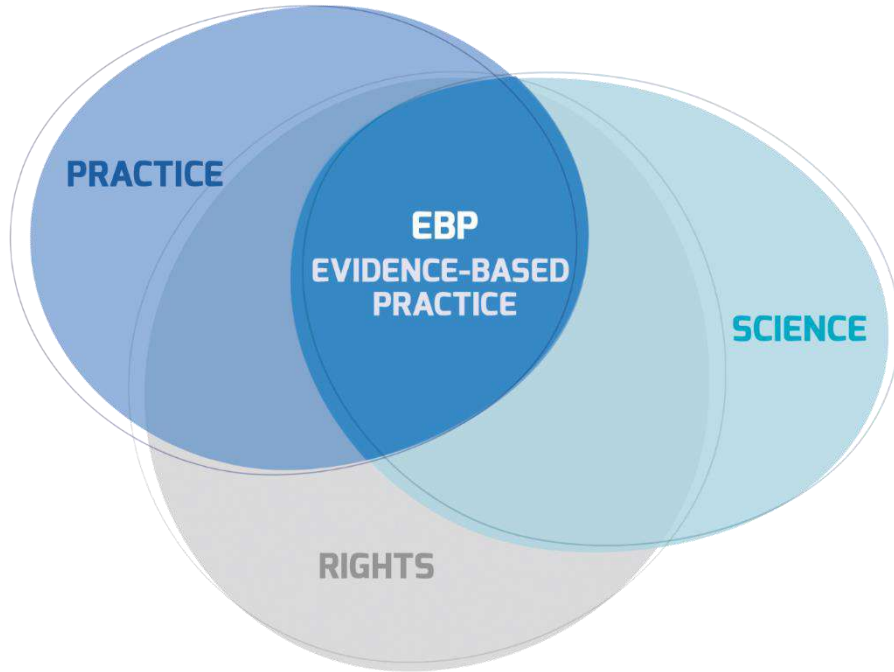 PRACTICE
EBP
EVIDENCE-BASED
PRACTICE
SCIENCE
RIGHTS